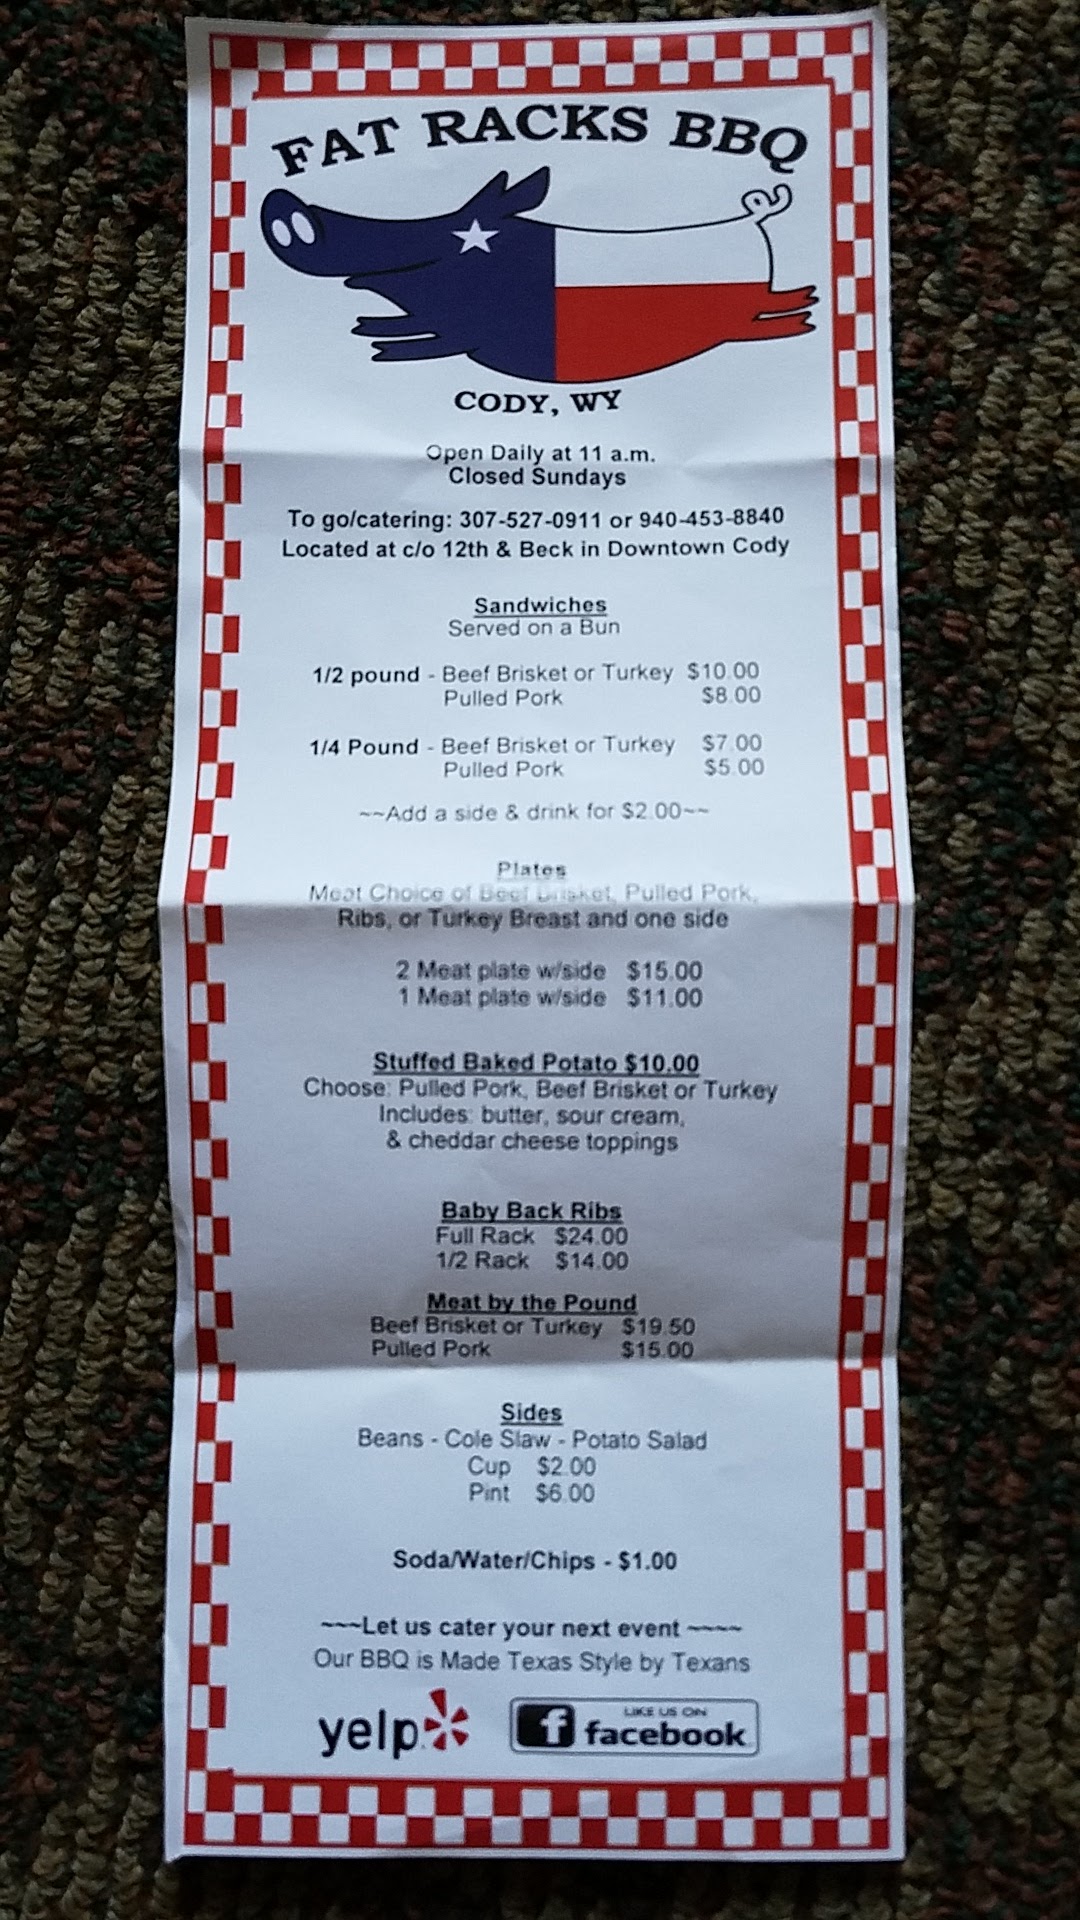 FAT RACKS BBQ
CODY, WY
Open Daily at 11 a.m.
Closed Sundays
To go/catering: 307-527-0911 or 940-453-8840
Located at c/o 12th & Beck in Downtown Cody
Sandwiches
Served on a Bun
1/2 pound - Beef Brisket or Turkey $10.00
Pulled Pork $8.00
1/4 Pound - Beef Brisket or Turkey $7.00
Pulled Pork $5.00
~~Add a side & drink for $2.00~~
Plates
Meat Choice of Beef Brisket, Pulled Pork,
Ribs, or Turkey Breast and one side
2 Meat plate w/side $15.00
1 Meat plate w/side $11.00
Stuffed Baked Potato $10.00
Choose: Pulled Pork, Beef Brisket or Turkey
Includes: butter, sour cream,
& cheddar cheese toppings
Baby Back Ribs
Full Rack $24.00
1/2 Rack $14.00
Meat by the Pound
Beef Brisket or Turkey $19.50
Pulled Pork $15.00
Sides
Beans - Cole Slaw - Potato Salad
Cup $2.00
Pint $6.00
Soda/Water/Chips - $1.00
~~~Let us cater your next event ~~~~
Our BBQ is Made Texas Style by Texans
yelp
LIKE US ON
f facebook